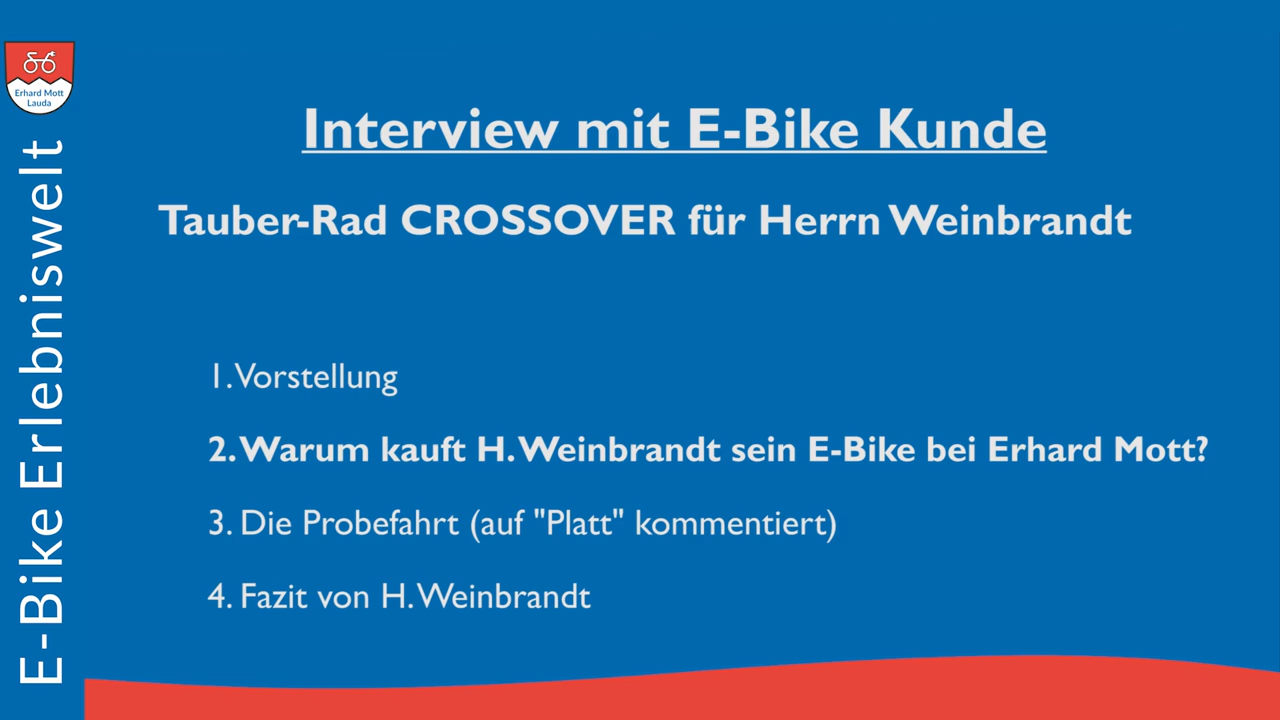 Erhard Mott
Lauda
E-Bike Erlebniswelt
Interview mit E-Bike Kunde
Tauber-Rad CROSSOVER für Herrn Weinbrandt
1. Vorstellung
2. Warum kauft H. Weinbrandt sein E-Bike bei Erhard Mott?
3. Die Probefahrt (auf "Platt" kommentiert)
4. Fazit von H. Weinbrandt